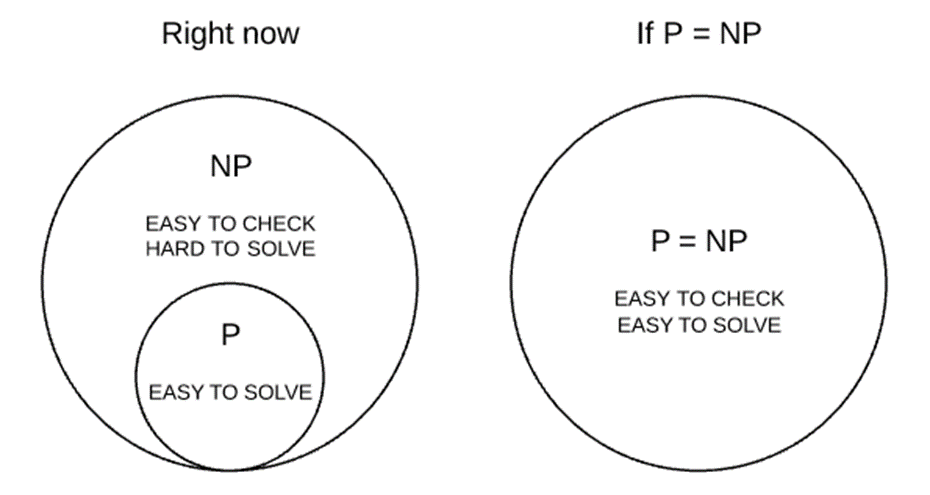 Right now
NP
EASY TO CHECK
HARD TO SOLVE
P
EASY TO SOLVE
If P = NP
P = NP
EASY TO CHECK
EASY TO SOLVE